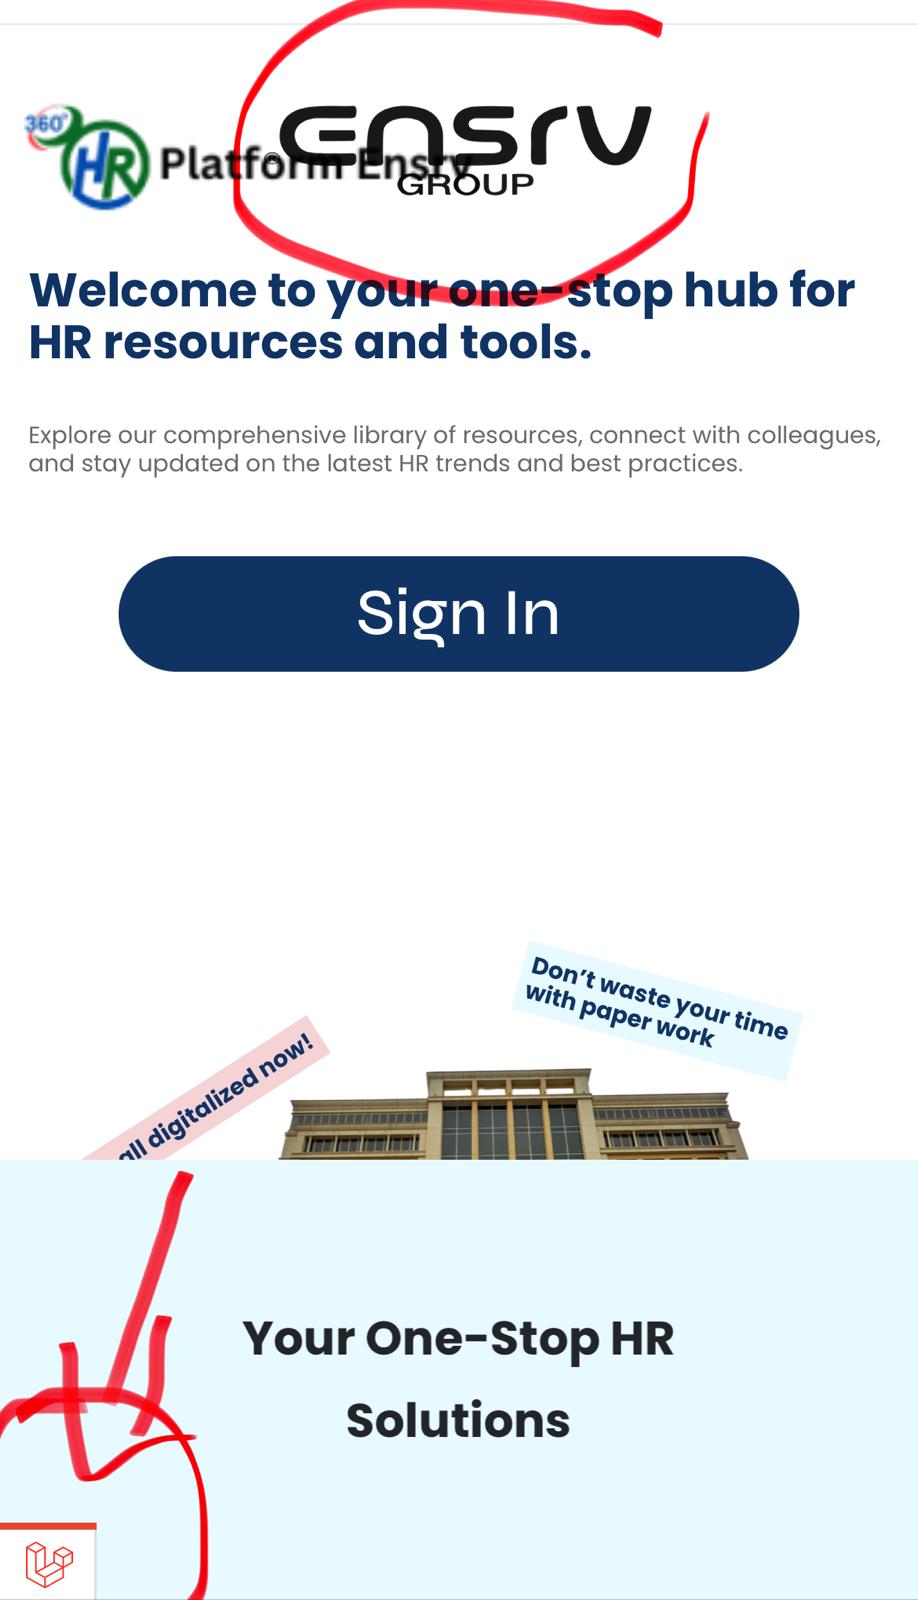 360°
HR Platform Ensrv
® ensrv
GROUP
Welcome to your one-stop hub for
HR resources and tools.
Explore our comprehensive library of resources, connect with colleagues,
and stay updated on the latest HR trends and best practices.
Sign In
Don’t waste your time
with paper work
all digitalized now!
Your One-Stop HR
Solutions